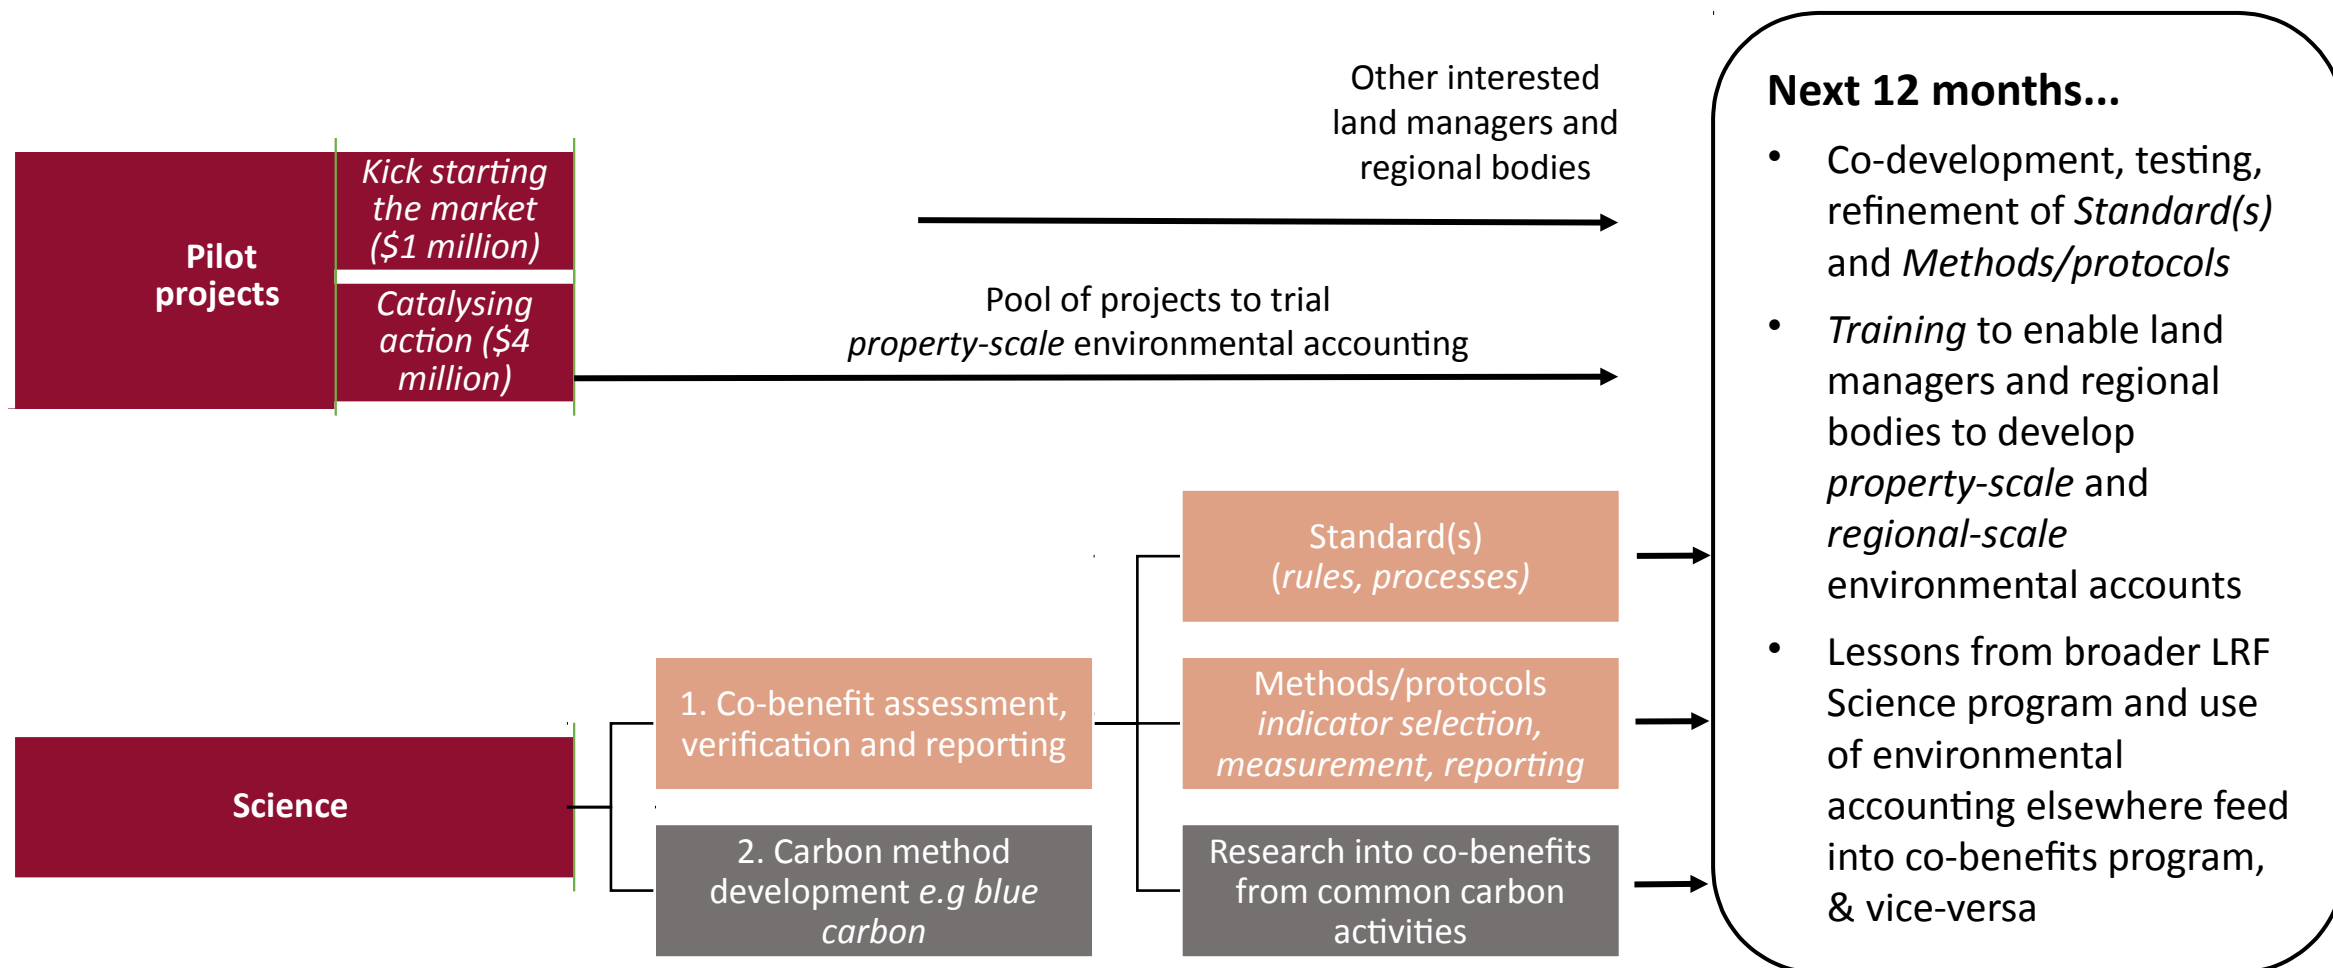 Pilot
projects
Kick starting
the market
($1 million)
Catalysing
action ($4
million)
Other interested
land managers and
regional bodies
Pool of projects to trial
property-scale environmental accounting
Science
1. Co-benefit assessment,
verification and reporting
2. Carbon method
development e.g blue
carbon
Standard(s)
(rules, processes)
Methods/protocols
indicator selection,
measurement, reporting
Research into co-benefits
from common carbon
activities
Next 12 months...
• Co-development, testing,
refinement of Standard(s)
and Methods/protocols
• Training to enable land
managers and regional
bodies to develop
property-scale and
regional-scale
environmental accounts
• Lessons from broader LRF
Science program and use
of environmental
accounting elsewhere feed
into co-benefits program,
& vice-versa